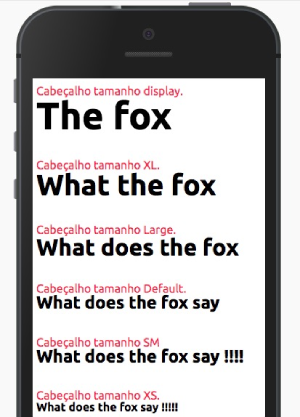 Cabeçalho tamanho display.
The fox
Cabeçalho tamanho XL.
What the fox
Cabeçalho tamanho Large.
What does the fox
Cabeçalho tamanho Default.
What does the fox say
Cabeçalho tamanho SM
What does the fox say !!!!
Cabeçalho tamanho XS.
What does the fox say !!!!!